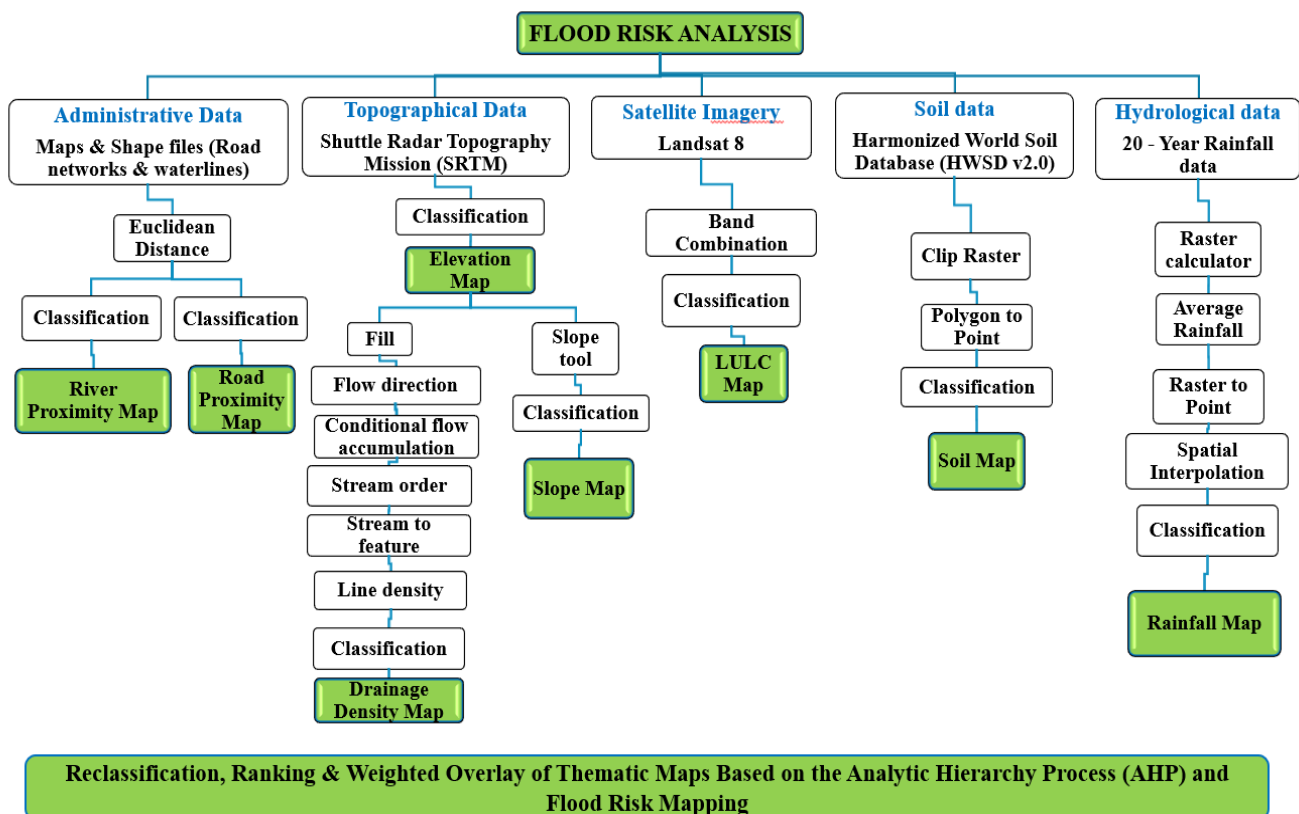 FLOOD RISK ANALYSIS
Administrative Data
Maps & Shape files (Road
networks & waterlines)
Euclidean
Distance
Classification
Classification
River
Proximity Map
Road
Proximity
Map
Topographical Data
Shuttle Radar Topography
Mission (SRTM)
Classification
Elevation
Map
Fill
Flow direction
Conditional flow
accumulation
Stream order
Stream to
feature
Line density
Classification
Drainage
Density Map
Slope
tool
Classification
Slope Map
Satellite Imagery
Landsat 8
Band
Combination
Classification
LULC
Map
Soil data
Harmonized World Soil
Database (HWSD v2.0)
Clip Raster
Polygon to
Point
Classification
Soil Map
Hydrological data
20 - Year Rainfall
data
Raster
calculator
Average
Rainfall
Raster to
Point
Spatial
Interpolation
Classification
Rainfall Map
Reclassification, Ranking & Weighted Overlay of Thematic Maps Based on the Analytic Hierarchy Process (AHP) and
Flood Risk Mapping